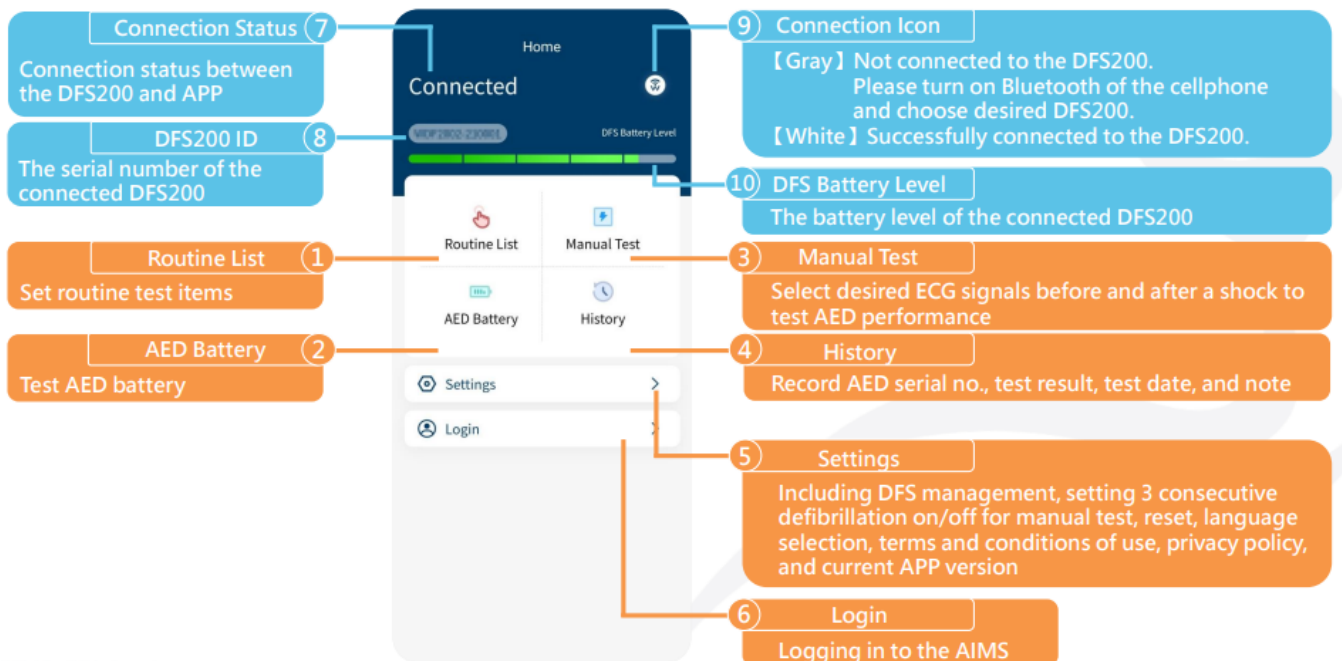 Connection Status 7
Connection status between
the DFS200 and APP
DFS200 ID 8
The serial number of the
connected DFS200
Routine List 1
Set routine test items
AED Battery 2
Test AED battery
Home
Connected
DFS Battery Level
Routine List
Manual Test
AED Battery
History
Settings
Login
9 Connection Icon
【Gray】Not connected to the DFS200.
Please turn on Bluetooth of the cellphone
and choose desired DFS200.
【White】Successfully connected to the DFS200.
10 DFS Battery Level
The battery level of the connected DFS200
3 Manual Test
Select desired ECG signals before and after a shock to
test AED performance
4 History
Record AED serial no., test result, test date, and note
5 Settings
Including DFS management, setting 3 consecutive
defibrillation on/off for manual test, reset, language
selection, terms and conditions of use, privacy policy,
and current APP version
6 Login
Logging in to the AIMS